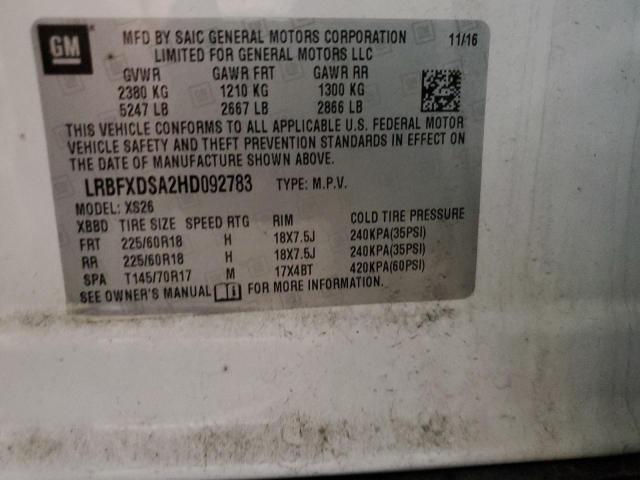 GM
MFD BY SAIC GENERAL MOTORS CORPORATION 11/16
LIMITED FOR GENERAL MOTORS LLC
GVWR GAWR FRT GAWR RR
2380 KG 1210 KG 1300 KG
5247 LB 2667 LB 2866 LB
THIS VEHICLE CONFORMS TO ALL APPLICABLE U.S. FEDERAL MOTOR
VEHICLE SAFETY AND THEFT PREVENTION STANDARDS IN EFFECT ON
THE DATE OF MANUFACTURE SHOWN ABOVE.
LRBFXDSA2HD092783 TYPE: M.P.V.
MODEL: XS26
XBBD TIRE SIZE SPEED RTG RIM COLD TIRE PRESSURE
FRT 225/60R18 H 18X7.5J 240KPA(35PSI)
RR 225/60R18 H 18X7.5J 240KPA(35PSI)
SPA T145/70R17 M 17X4BT 420KPA(60PSI)
SEE OWNER'S MANUAL FOR MORE INFORMATION.